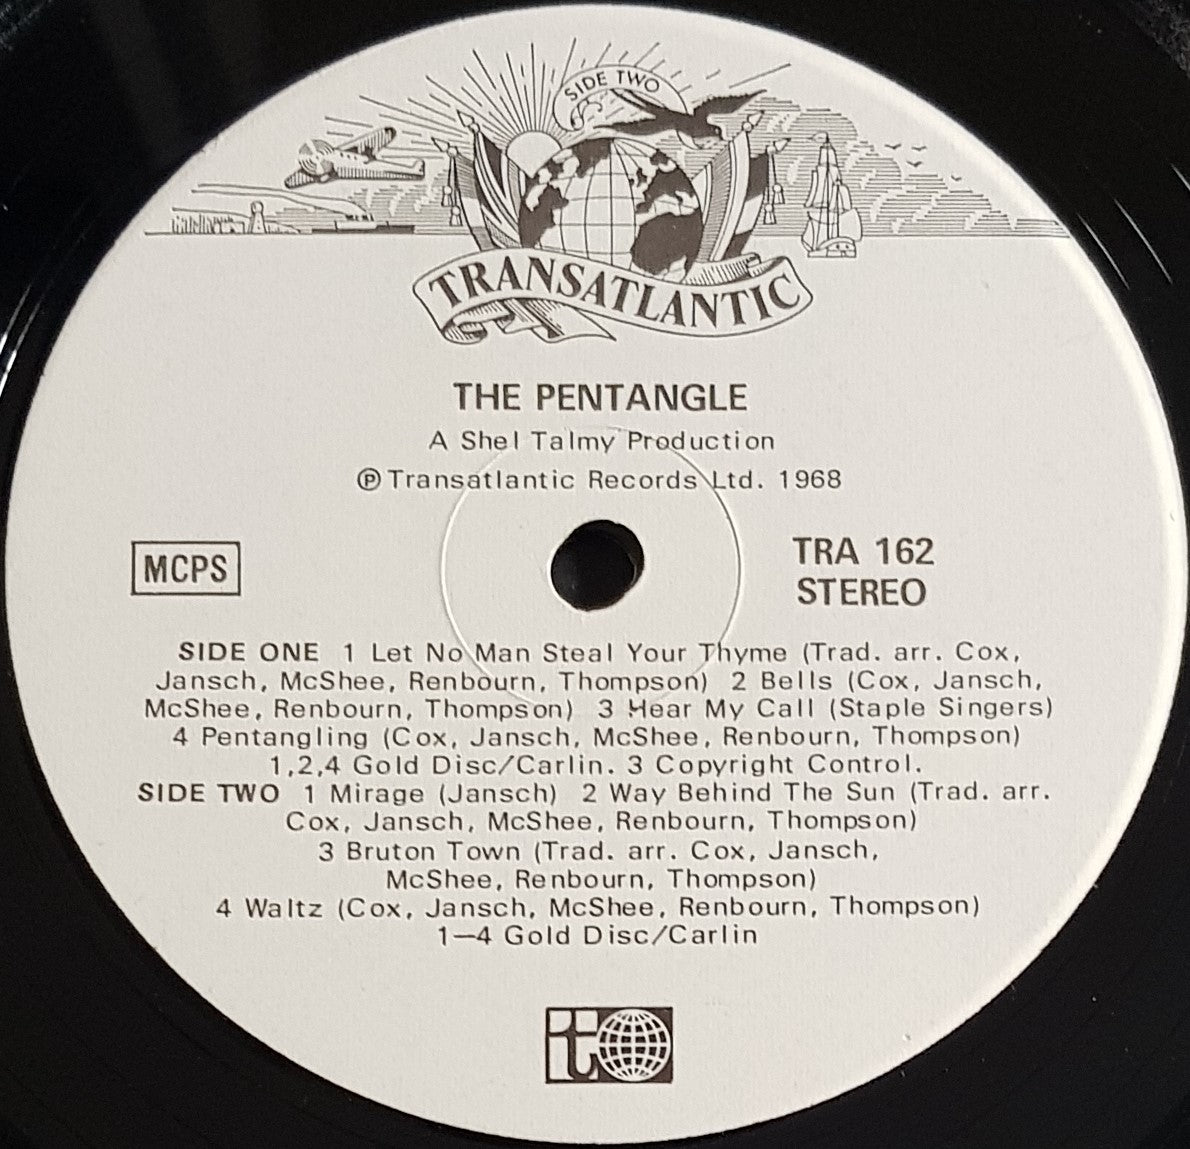 SIDE TWO
TRANSATLANTIC
THE PENTANGLE
A Shel Talmy Production
℗ Transatlantic Records Ltd. 1968
MCPS
TRA 162
STEREO
SIDE ONE 1 Let No Man Steal Your Thyme (Trad. arr. Cox,
Jansch, McShee, Renbourn, Thompson) 2 Bells (Cox, Jansch,
McShee, Renbourn, Thompson) 3 Hear My Call (Staple Singers)
4 Pentangling (Cox, Jansch, McShee, Renbourn, Thompson)
1,2,4 Gold Disc/Carlin. 3 Copyright Control.
SIDE TWO 1 Mirage (Jansch) 2 Way Behind The Sun (Trad. arr.
Cox, Jansch, McShee, Renbourn, Thompson)
3 Bruton Town (Trad. arr. Cox, Jansch,
McShee, Renbourn, Thompson)
4 Waltz (Cox, Jansch, McShee, Renbourn, Thompson)
1—4 Gold Disc/Carlin
t